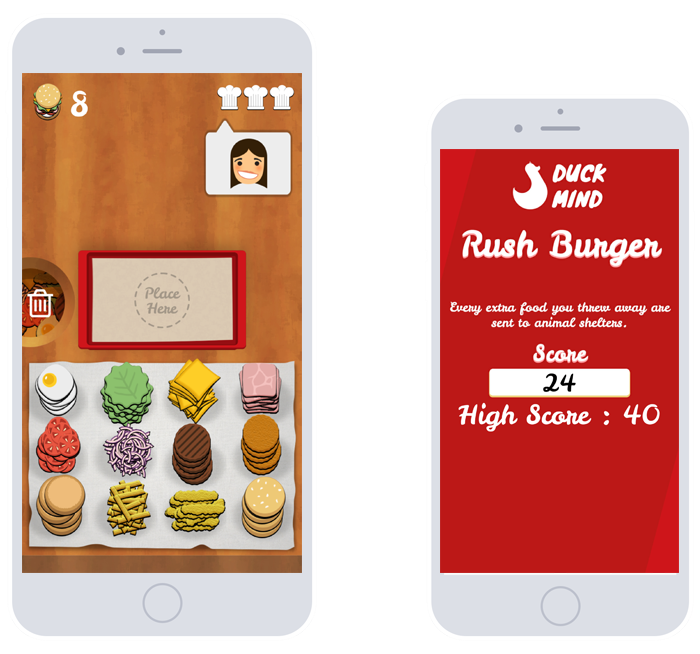 8
Place
Here
DUCK
MIND
Rush Burger
Every extra food you threw away are
sent to animal shelters.
Score
24
High Score : 40